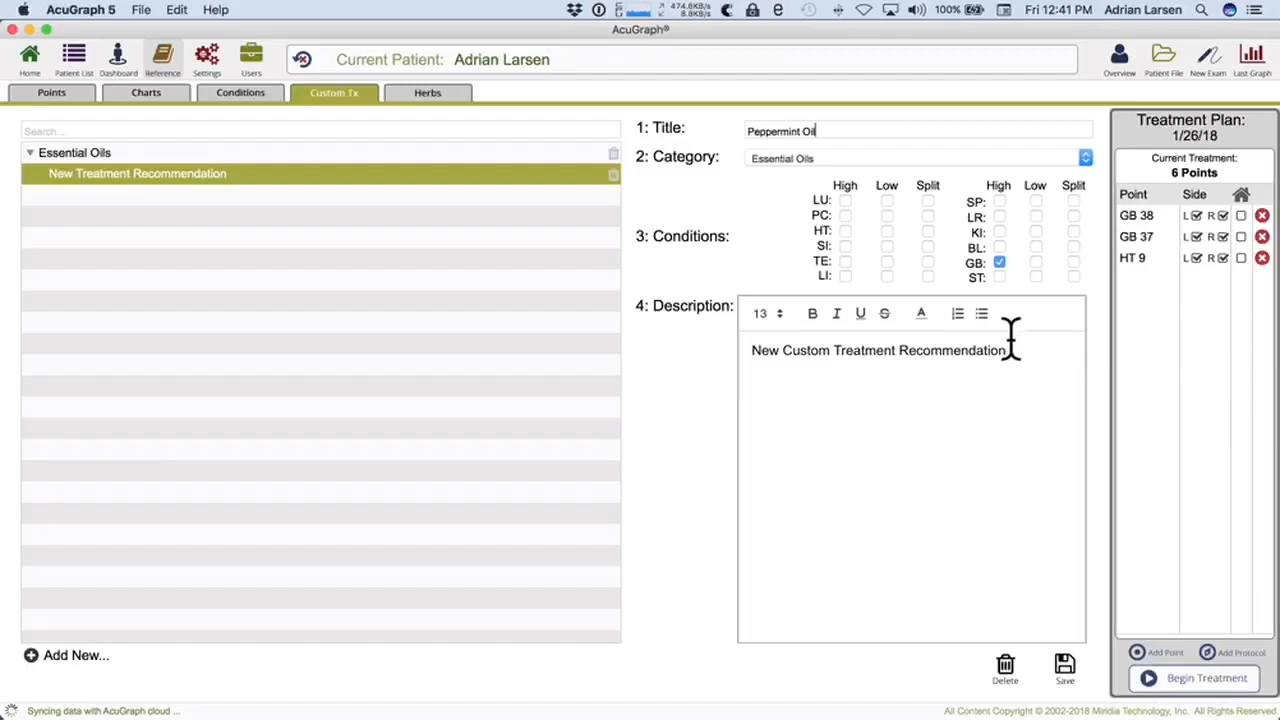 AcuGraph 5 File Edit Help 474.6KB/s 8.8KB/s 100% Fri 12:41 PM Adrian Larsen
AcuGraph®
Home Patient List Dashboard Reference Settings Users
Current Patient: Adrian Larsen
Overview Patient File New Exam Last Graph
Points Charts Conditions Custom Tx Herbs
Search...
Essential Oils
New Treatment Recommendation
Add New...
1: Title: Peppermint Oil
2: Category: Essential Oils
3: Conditions:
High Low Split High Low Split
LU: SP:
PC: LR:
HT: KI:
SI: BL:
TE: GB:
LI: ST:
4: Description:
13 B I U S A
New Custom Treatment Recommendation
Delete Save
Treatment Plan:
1/26/18
Current Treatment:
6 Points
Point Side
GB 38 L R
GB 37 L R
HT 9 L R
Add Point Add Protocol
Begin Treatment
Syncing data with AcuGraph cloud ...
All Content Copyright © 2002-2018 Miridia Technology, Inc. All Rights Reserved.